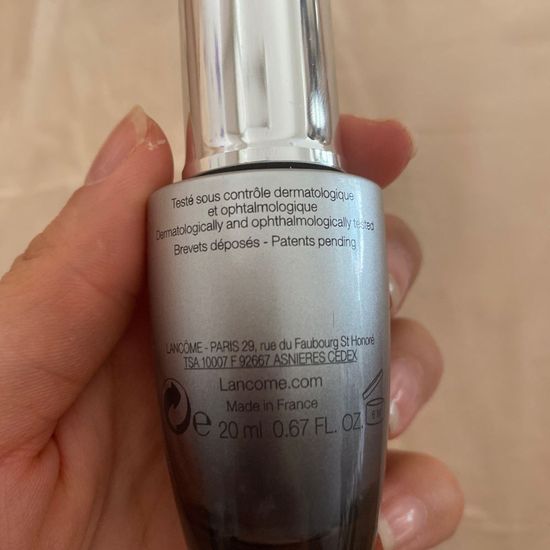 Testé sous contrôle dermatologique
et ophtalmologique
Dermatologically and ophthalmologically tested
Brevets déposés - Patents pending
LANCÔME - PARIS 29, rue du Faubourg St Honoré
TSA 10007 F 92667 ASNIERES CEDEX
Lancome.com
Made in France
e 20 ml 0.67 FL. OZ.
6 M